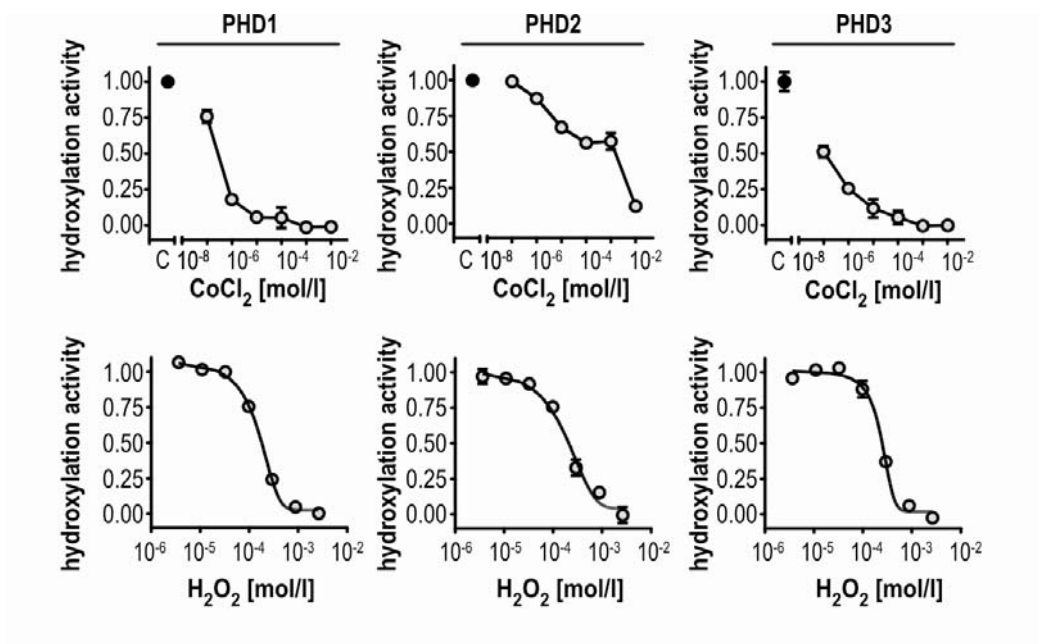 PHD1 PHD2 PHD3
hydroxylation activity
1.00
0.75
0.50
0.25
0.00
C 10⁻⁸ 10⁻⁶ 10⁻⁴ 10⁻²
CoCl₂ [mol/l]
hydroxylation activity
1.00
0.75
0.50
0.25
0.00
C 10⁻⁸ 10⁻⁶ 10⁻⁴ 10⁻²
CoCl₂ [mol/l]
hydroxylation activity
1.00
0.75
0.50
0.25
0.00
C 10⁻⁸ 10⁻⁶ 10⁻⁴ 10⁻²
CoCl₂ [mol/l]
hydroxylation activity
1.00
0.75
0.50
0.25
0.00
10⁻⁶ 10⁻⁵ 10⁻⁴ 10⁻³ 10⁻²
H₂O₂ [mol/l]
hydroxylation activity
1.00
0.75
0.50
0.25
0.00
10⁻⁶ 10⁻⁵ 10⁻⁴ 10⁻³ 10⁻²
H₂O₂ [mol/l]
hydroxylation activity
1.00
0.75
0.50
0.25
0.00
10⁻⁶ 10⁻⁵ 10⁻⁴ 10⁻³ 10⁻²
H₂O₂ [mol/l]